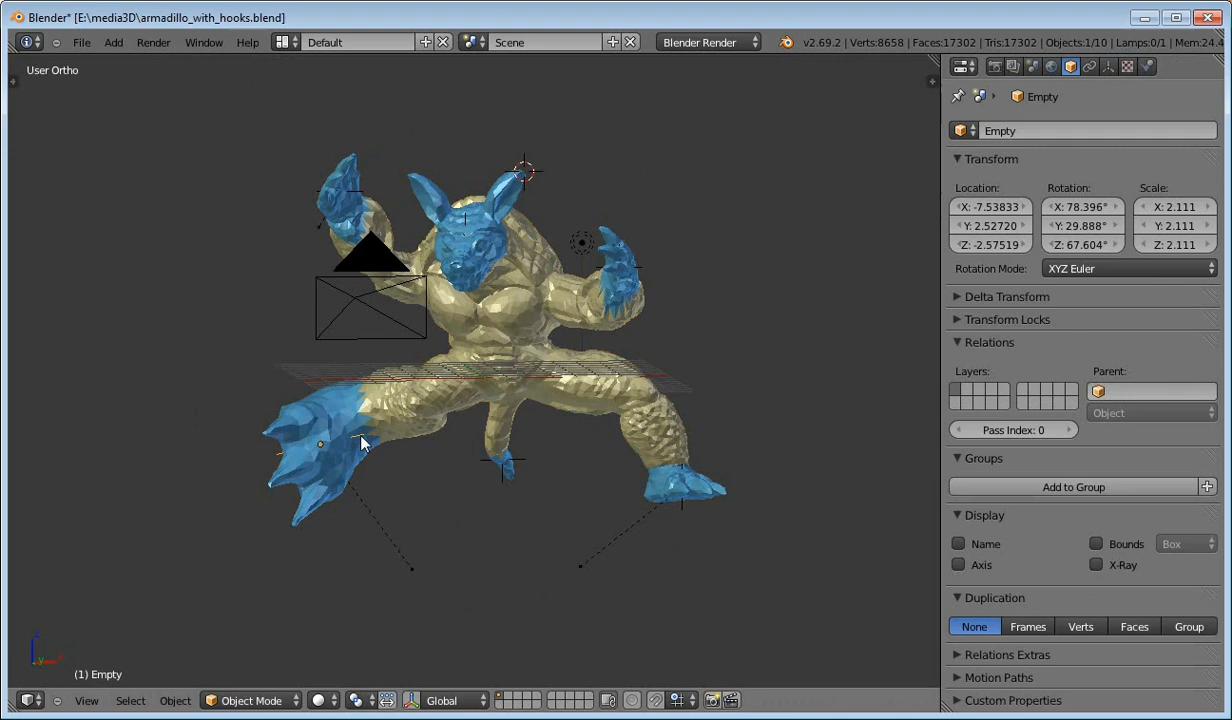 Blender* [E:\media3D\armadillo_with_hooks.blend]
File Add Render Window Help Default Scene Blender Render v2.69.2 | Verts:8658 | Faces:17302 | Tris:17302 | Objects:1/10 | Lamps:0/1 | Mem:24.4
User Ortho
Empty
Empty
Transform
Location: Rotation: Scale:
X: -7.53833 X: 78.396° X: 2.111
Y: 2.52720 Y: 29.888° Y: 2.111
Z: -2.57519 Z: 67.604° Z: 2.111
Rotation Mode: XYZ Euler
Delta Transform
Transform Locks
Relations
Layers: Parent:
Object
Pass Index: 0
Groups
Add to Group
Display
Name Bounds Box
Axis X-Ray
Duplication
None Frames Verts Faces Group
Relations Extras
Motion Paths
Custom Properties
(1) Empty
View Select Object Object Mode Global